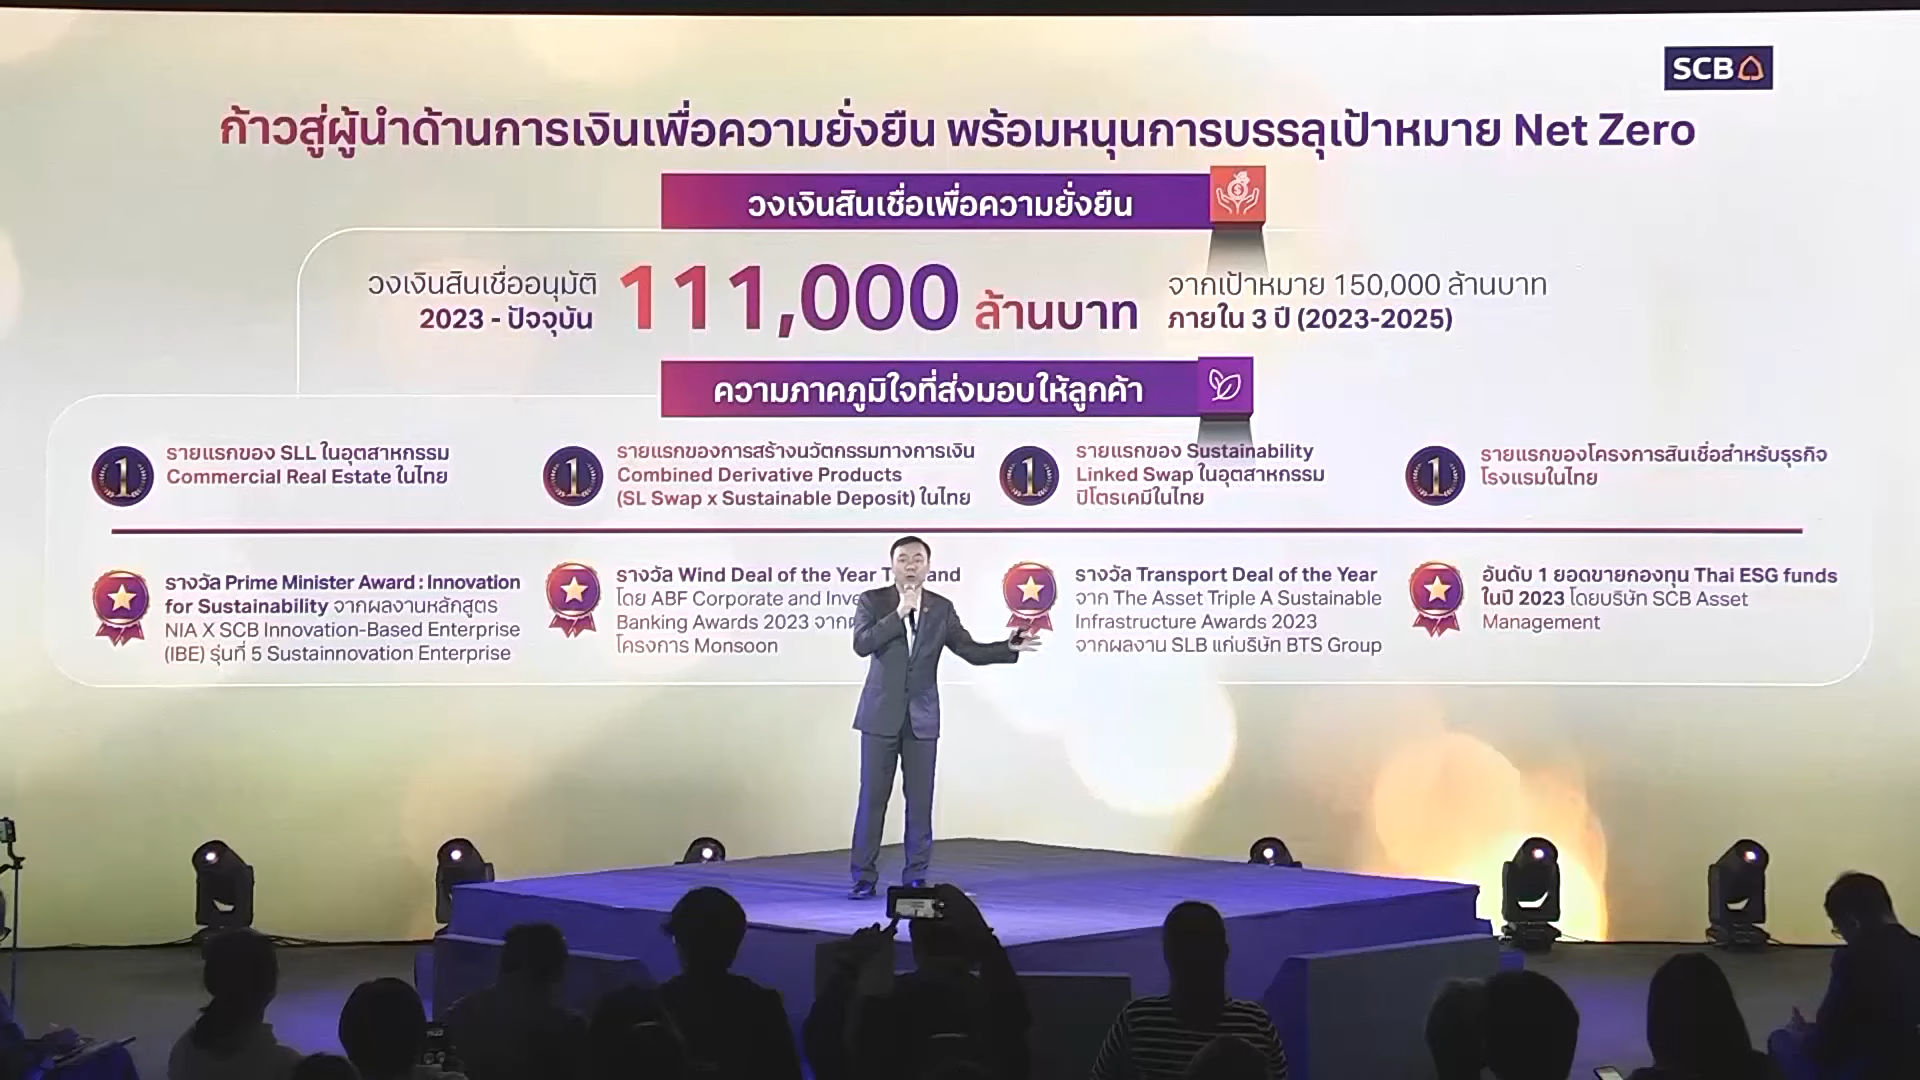 SCB
ก้าวสู่ผู้นำด้านการเงินเพื่อความยั่งยืน พร้อมหนุนการบรรลุเป้าหมาย Net Zero
วงเงินสินเชื่อเพื่อความยั่งยืน
วงเงินสินเชื่ออนุมัติ
2023 - ปัจจุบัน
111,000 ล้านบาท
จากเป้าหมาย 150,000 ล้านบาท
ภายใน 3 ปี (2023-2025)
ความภาคภูมิใจที่ส่งมอบให้ลูกค้า
1
รายแรกของ SLL ในอุตสาหกรรม
Commercial Real Estate ในไทย
1
รายแรกของการสร้างนวัตกรรมทางการเงิน
Combined Derivative Products
(SL Swap x Sustainable Deposit) ในไทย
1
รายแรกของ Sustainability
Linked Swap ในอุตสาหกรรม
ปิโตรเคมีในไทย
1
รายแรกของโครงการสินเชื่อสำหรับธุรกิจ
โรงแรมในไทย
รางวัล Prime Minister Award : Innovation
for Sustainability จากผลงานหลักสูตร
NIA X SCB Innovation-Based Enterprise
(IBE) รุ่นที่ 5 Sustainnovation Enterprise
รางวัล Wind Deal of the Year
โดย ABF Corporate and
Banking Awards 2023
โครงการ Monsoon
รางวัล Transport Deal of the Year
จาก The Asset Triple A Sustainable
Infrastructure Awards 2023
จากผลงาน SLB แก่บริษัท BTS Group
อันดับ 1 ยอดขายกองทุน Thai ESG funds
ในปี 2023 โดยบริษัท SCB Asset
Management